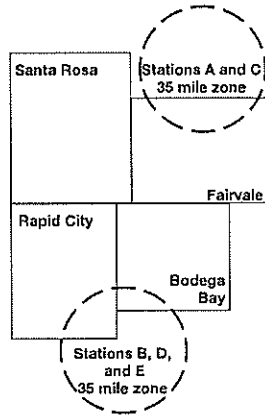 Santa Rosa
Stations A and C
35 mile zone
Fairvale
Rapid City
Bodega
Bay
Stations B, D,
and E
35 mile zone